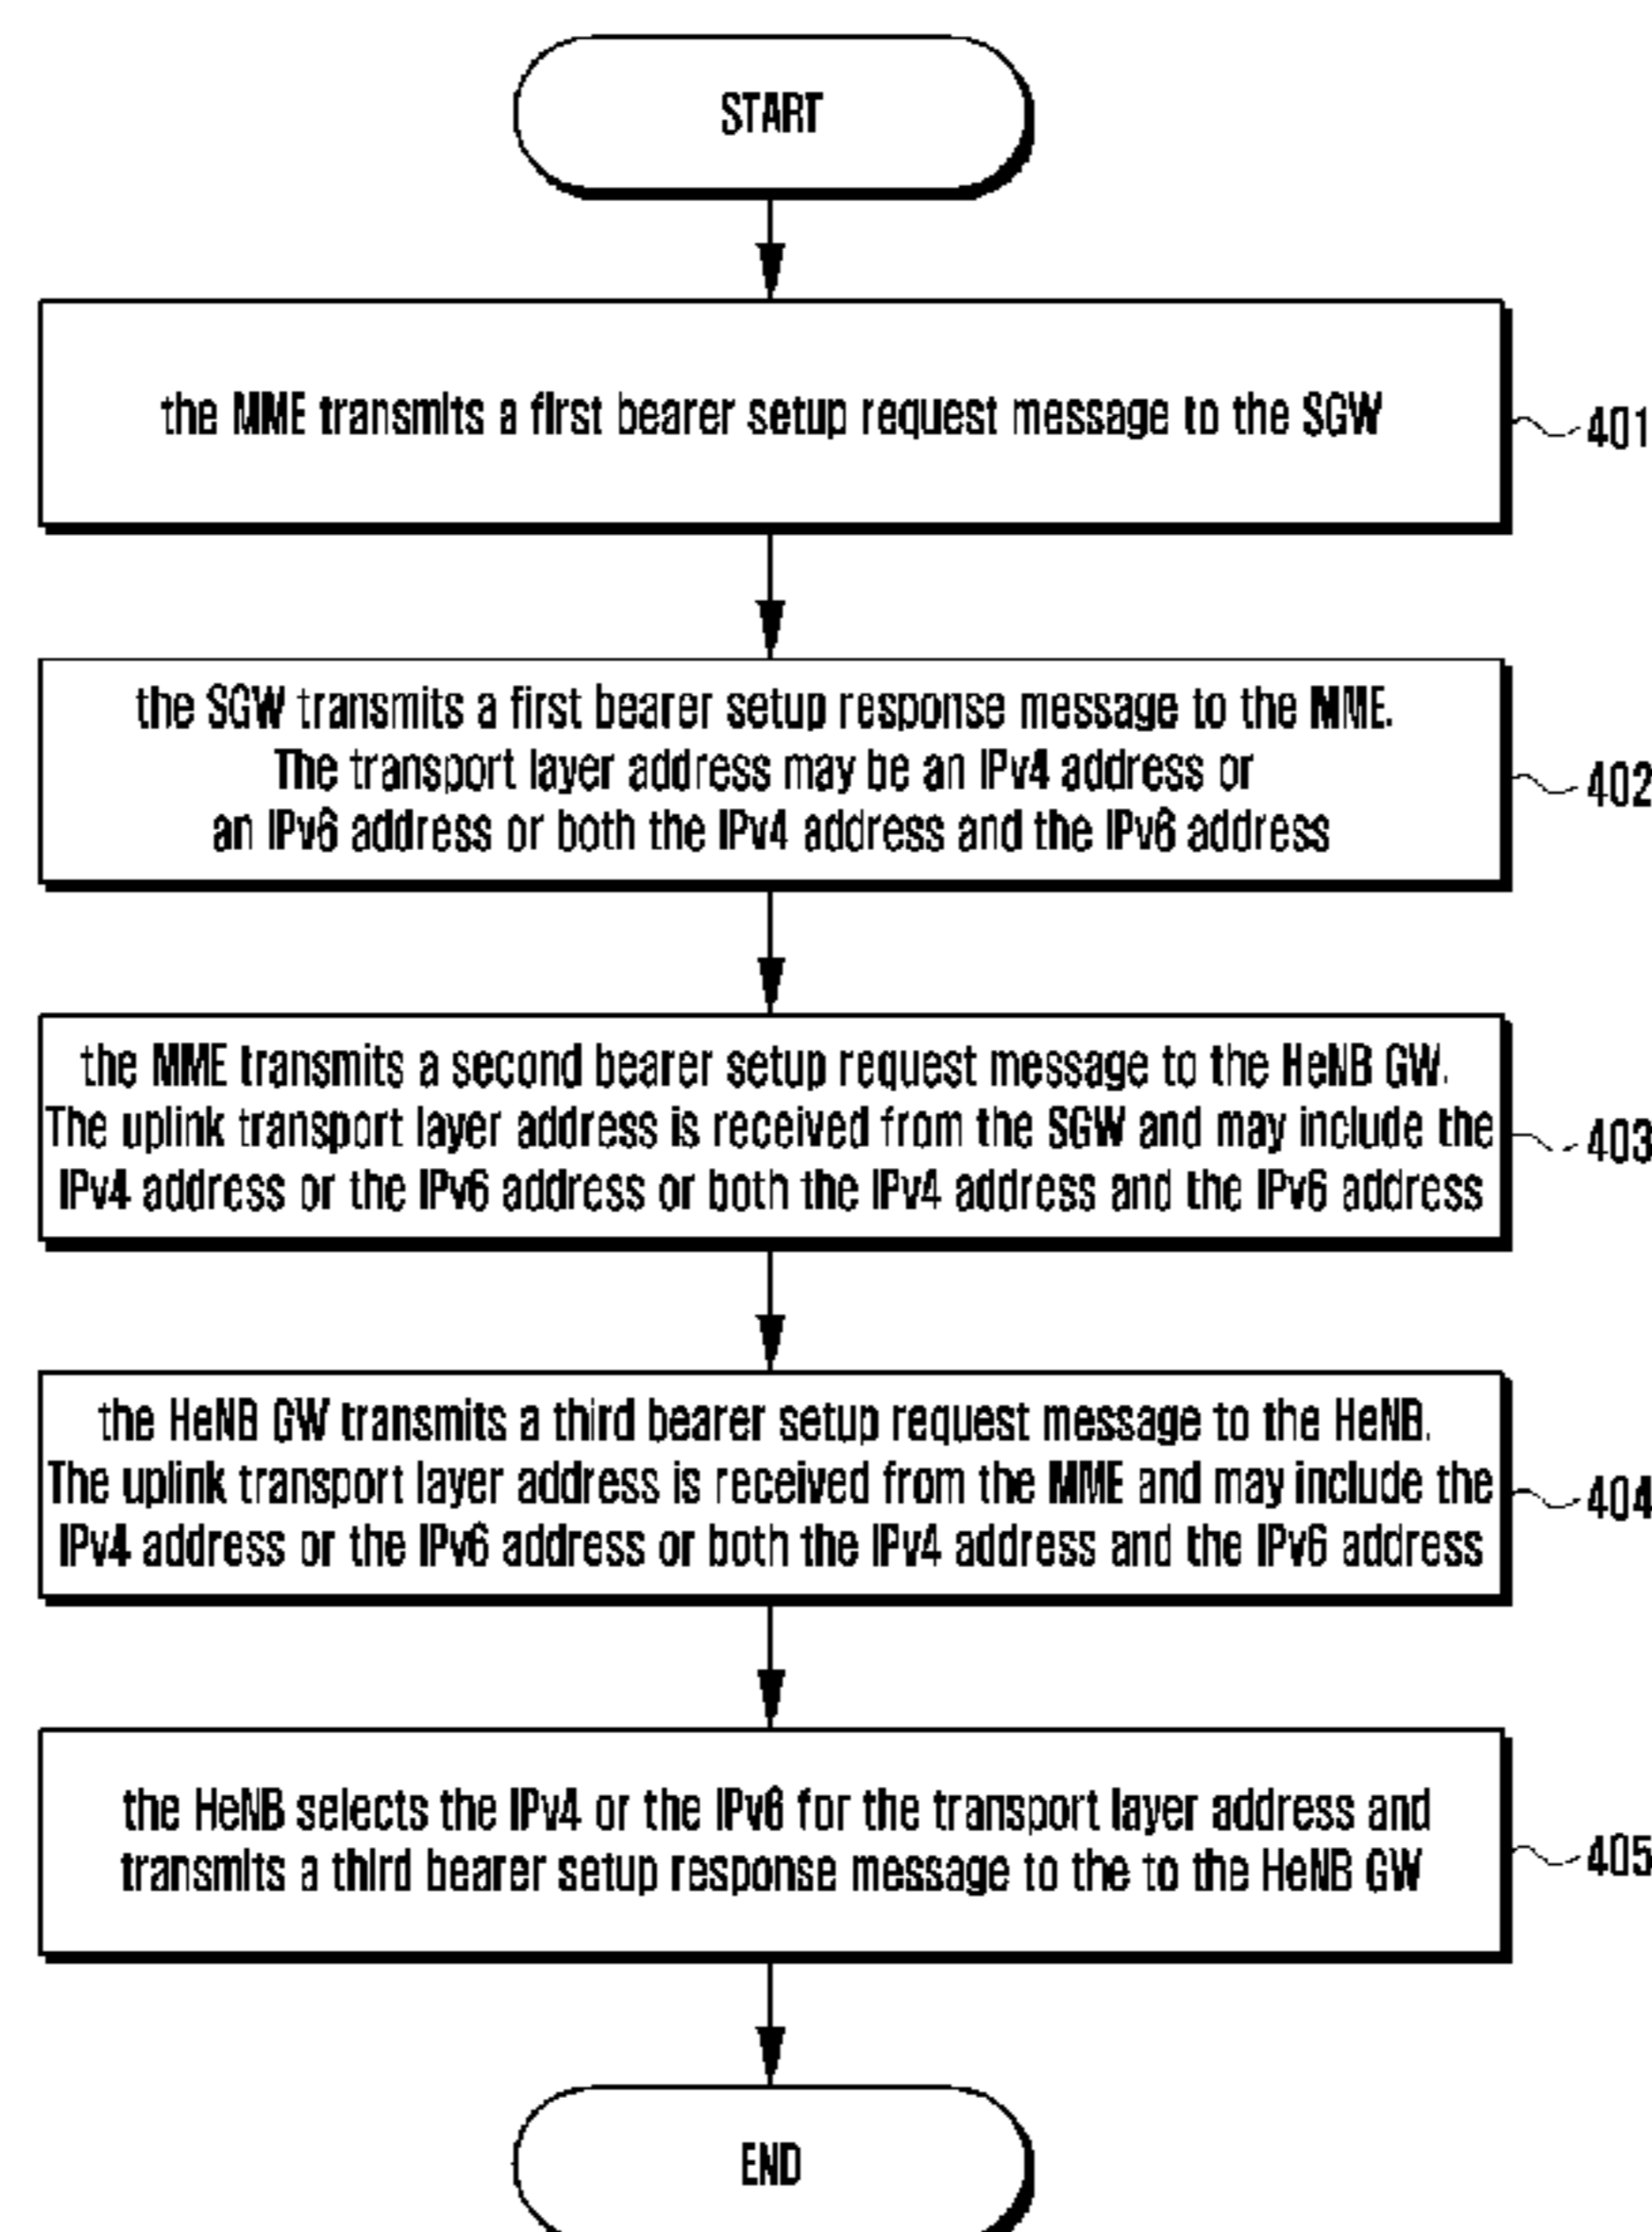 START
the MME transmits a first bearer setup request message to the SGW
401
the SGW transmits a first bearer setup response message to the MME.
The transport layer address may be an IPv4 address or
an IPv6 address or both the IPv4 address and the IPv6 address
402
the MME transmits a second bearer setup request message to the HeNB GW.
The uplink transport layer address is received from the SGW and may include the
IPv4 address or the IPv6 address or both the IPv4 address and the IPv6 address
403
the HeNB GW transmits a third bearer setup request message to the HeNB.
The uplink transport layer address is received from the MME and may include the
IPv4 address or the IPv6 address or both the IPv4 address and the IPv6 address
404
the HeNB selects the IPv4 or the IPv6 for the transport layer address and
transmits a third bearer setup response message to the to the HeNB GW
405
END